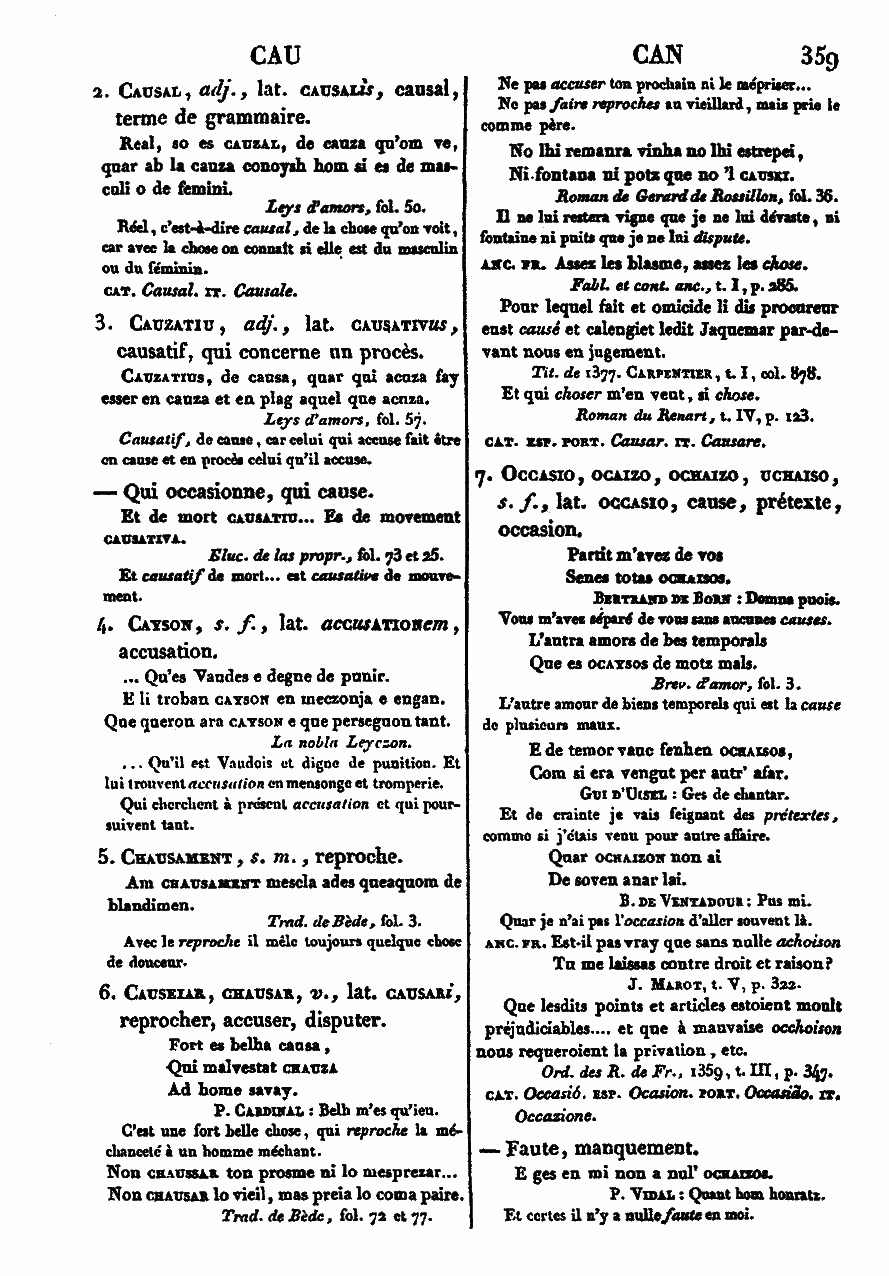 CAU
2. Causal, adj., lat. causalis, causal,
terme de grammaire.
Real, so es cauzal, de cauza qu'om ve,
quar ab la cauza conoysh hom si es de mas-
culi o de femini.
Leys d'amors, fol. 50.
Réel, c'est-à-dire causal, de la chose qu'on voit,
car avec la chose on connaît si elle est du masculin
ou du féminin.
cat. Causal. it. Causale.
3. Cauzatiu, adj., lat. causativus,
causatif, qui concerne un procès.
Cauzatius, de causa, quar qui acuza fay
esser en cauza et en plag aquel que acuza.
Leys d'amors, fol. 57.
Causatif, de cause, car celui qui accuse fait être
en cause et en procès celui qu'il accuse.
— Qui occasionne, qui cause.
Et de mort causatiu... Es de movement
causativa.
Eluc. de las propr., fol. 73 et 25.
Et causatif de mort... est causative de mouve-
ment.
4. Cayson, s. f., lat. accusationem,
accusation.
... Qu'es Vaudes e degne de punir.
E li troban cayson en meczonja e engan.
Que queron ara cayson e que perseguon tant.
La nobla Leyczon.
... Qu'il est Vaudois et digne de punition. Et
lui trouvent accusation en mensonge et tromperie.
Qui cherchent à présent accusation et qui pour-
suivent tant.
5. Chausament, s. m., reproche.
Am chausament mescla ades queaquom de
blandimen.
Trad. de Bède, fol. 3.
Avec le reproche il mêle toujours quelque chose
de douceur.
6. Causeiar, chausar, v., lat. causari,
reprocher, accuser, disputer.
Fort es belha causa,
Qui malvestat chauza
Ad home savay.
P. Cardinal : Belh m'es qu'ieu.
C'est une fort belle chose, qui reproche la mé-
chanceté à un homme méchant.
Non chaussar ton prosme ni lo mesprezar...
Non chausar lo vieil, mas preia lo coma paire.
Trad. de Bède, fol. 72 et 77.
CAN 359
Ne pas accuser ton prochain ni le mépriser...
Ne pas faire reproches au vieillard, mais prie le
comme père.
No lhi remanra vinha no lhi estrepei,
Ni fontana ni potz que no 'l causei.
Roman de Gerard de Rossillon, fol. 36.
Il ne lui restera vigne que je ne lui dévaste, ni
fontaine ni puits que je ne lui dispute.
anc. fr. Assez les blasme, assez les chose.
Fabl. et cont. anc., t. I, p. 285.
Pour lequel fait et omicide li dis procureur
eust causé et calengiet ledit Jaquemar par-de-
vant nous en jugement.
Tit. de 1377. Carpentier, t. I, col. 878.
Et qui choser m'en veut, si chose.
Roman du Renart, t. IV, p. 123.
cat. esp. port. Causar. it. Causare.
7. Occasio, ocaizo, ochaizo, uchaiso,
s. f., lat. occasio, cause, prétexte,
occasion.
Partit m'avez de vos
Senes totas ochaisos.
Bertrand de Born : Domna puois.
Vous m'avez séparé de vous sans aucunes causes.
L'autra amors de bes temporals
Que es ocaysos de motz mals.
Brev. d'amor, fol. 3.
L'autre amour de biens temporels qui est la cause
de plusieurs maux.
E de temor vauc fenhen ochaisos,
Com si era vengut per autr' afar.
Gui d'Uisel : Ges de chantar.
Et de crainte je vais feignant des prétextes,
comme si j'étais venu pour autre affaire.
Quar ochaizon non ai
De soven anar lai.
B. de Ventadour : Pus mi.
Quar je n'ai pas l'occasion d'aller souvent là.
anc. fr. Est-il pas vray que sans nulle achoison
Tu me laissas contre droit et raison?
J. Marot, t. V, p. 322.
Que lesdits points et articles estoient moult
préjudiciables.... et que à mauvaise occhoison
nous requeroient la privation, etc.
Ord. des R. de Fr., 1359, t. III, p. 347.
cat. Occasió. esp. Ocasion. port. Occasião. it.
Occazione.
— Faute, manquement.
E ges en mi non a nul' ochaizos.
P. Vidal : Quant hom honratz.
Et certes il n'y a nulle faute en moi.